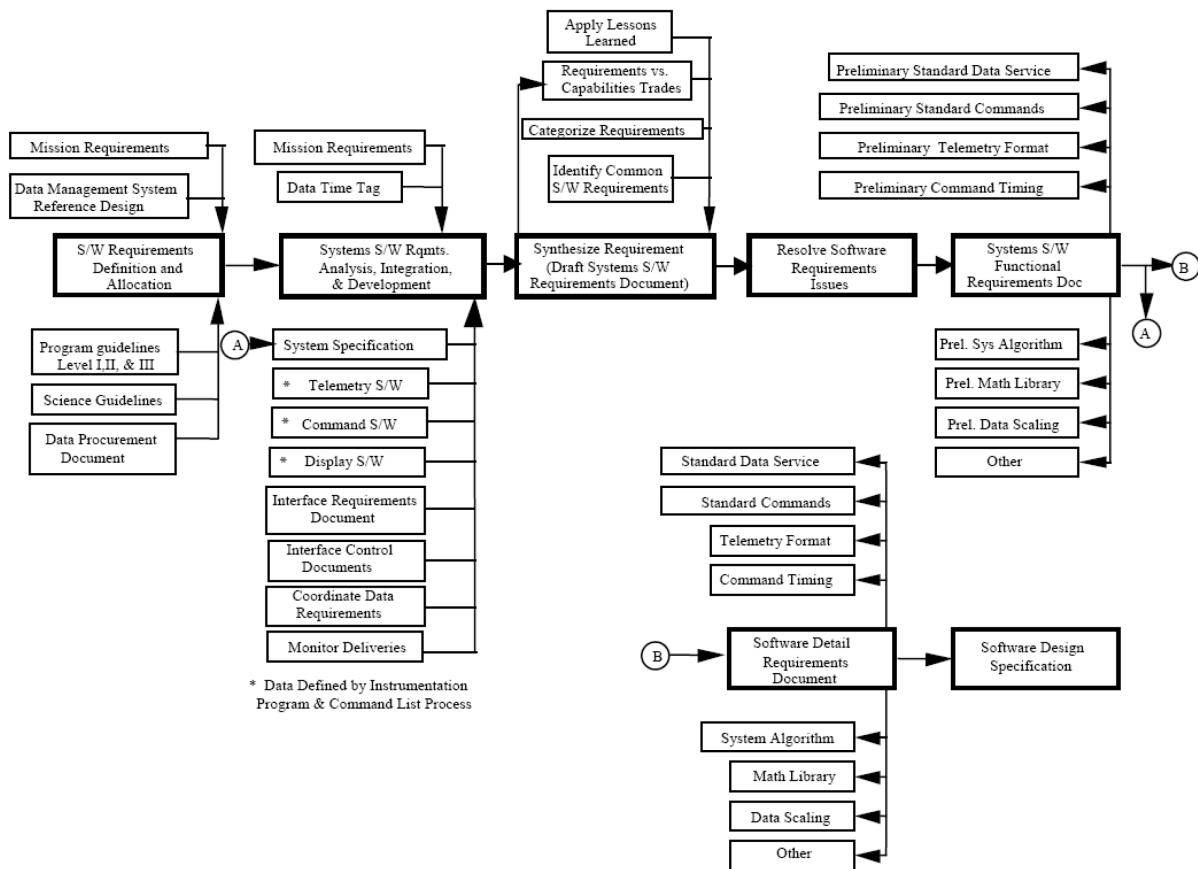 Apply Lessons
Learned
Requirements vs.
Capabilities Trades
Categorize Requirements
Identify Common
S/W Requirements
Preliminary Standard Data Service
Preliminary Standard Commands
Preliminary Telemetry Format
Preliminary Command Timing
Mission Requirements
Data Management System
Reference Design
Mission Requirements
Data Time Tag
S/W Requirements
Definition and
Allocation
Systems S/W Rqmts.
Analysis, Integration,
& Development
Synthesize Requirement
(Draft Systems S/W
Requirements Document)
Resolve Software
Requirements
Issues
Systems S/W
Functional
Requirements Doc
B
A
Program guidelines
Level I,II, & III
Science Guidelines
Data Procurement
Document
A
System Specification
* Telemetry S/W
* Command S/W
* Display S/W
Interface Requirements
Document
Interface Control
Documents
Coordinate Data
Requirements
Monitor Deliveries
* Data Defined by Instrumentation
Program & Command List Process
Prel. Sys Algorithm
Prel. Math Library
Prel. Data Scaling
Other
Standard Data Service
Standard Commands
Telemetry Format
Command Timing
B
Software Detail
Requirements
Document
Software Design
Specification
System Algorithm
Math Library
Data Scaling
Other